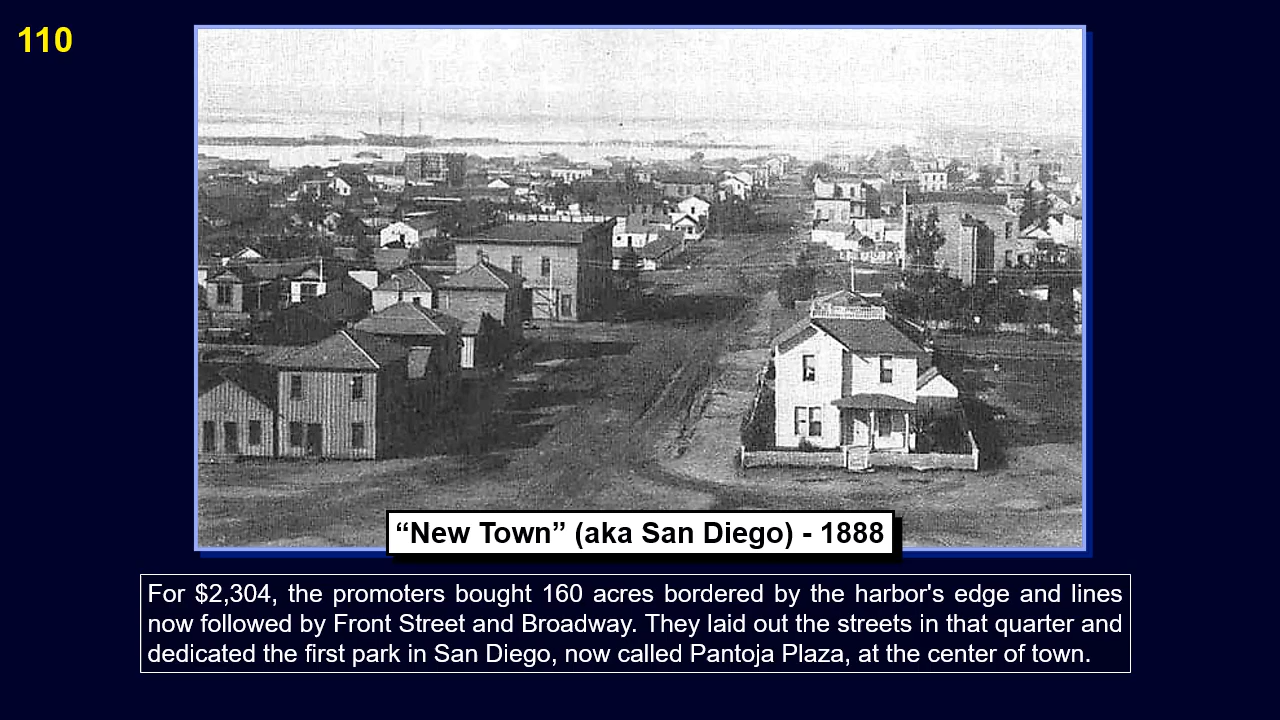 110
“New Town” (aka San Diego) - 1888
For $2,304, the promoters bought 160 acres bordered by the harbor's edge and lines
now followed by Front Street and Broadway. They laid out the streets in that quarter and
dedicated the first park in San Diego, now called Pantoja Plaza, at the center of town.